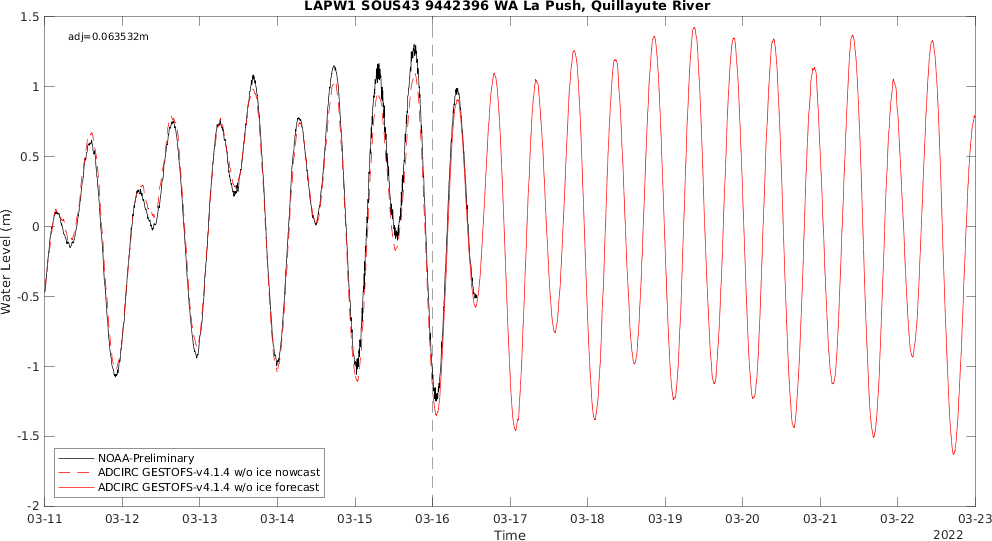 LAPW1 SOUS43 9442396 WA La Push, Quillayute River
adj=0.063532m
Water Level (m)
1.5
1
0.5
0
-0.5
-1
-1.5
-2
NOAA-Preliminary
ADCIRC GESTOFS-v4.1.4 w/o ice nowcast
ADCIRC GESTOFS-v4.1.4 w/o ice forecast
03-11 03-12 03-13 03-14 03-15 03-16 03-17 03-18 03-19 03-20 03-21 03-22 03-23
Time
2022